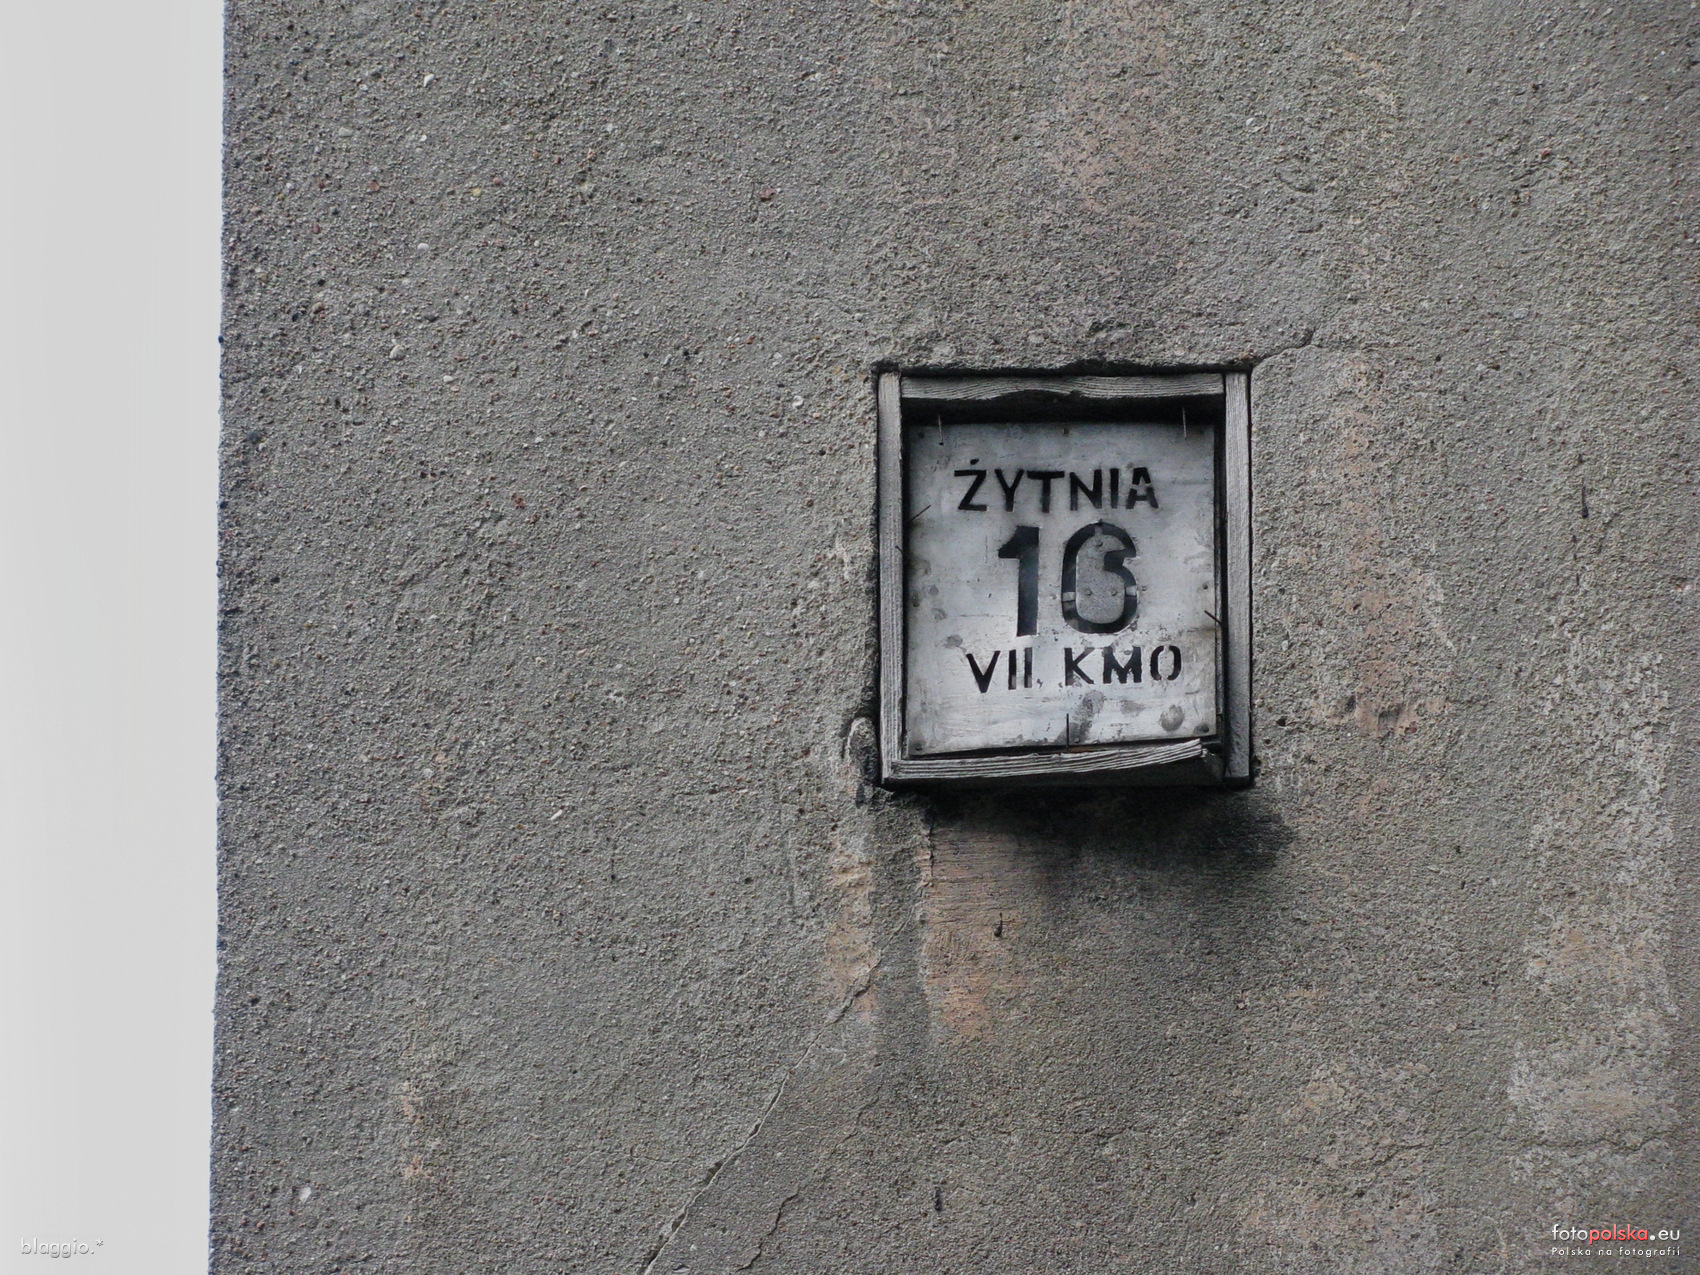 ŻYTNIA
16
VII KMO
blaggio.*
fotopolska.eu
Polska na fotografii